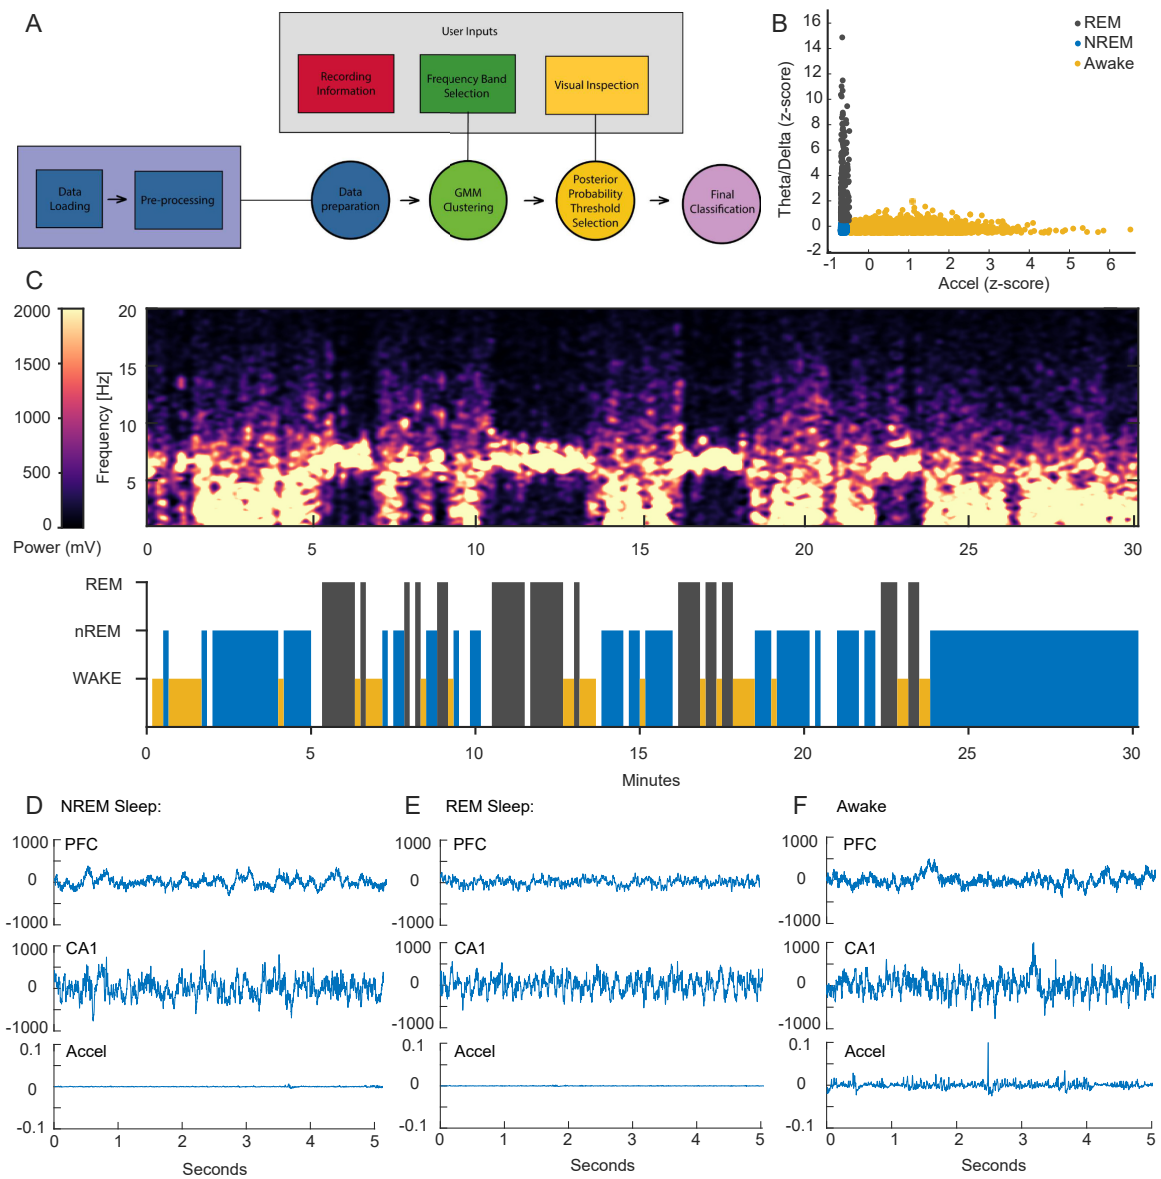 A
User Inputs
Recording
Information
Frequency Band
Selection
Visual Inspection
Data
Loading
Pre-processing
Data
preparation
GMM
Clustering
Posterior
Probability
Threshold
Selection
Final
Classification
B
REM
NREM
Awake
Theta/Delta (z-score)
16
14
12
10
8
6
4
2
0
-2
-1 0 1 2 3 4 5 6
Accel (z-score)
C
2000
1500
1000
500
0
Power (mV)
Frequency [Hz]
20
15
10
5
0 5 10 15 20 25 30
REM
nREM
WAKE
0 5 10 15 20 25 30
Minutes
D NREM Sleep:
PFC
1000
0
-1000
CA1
1000
0
-1000
Accel
0.1
0
-0.1
0 1 2 3 4 5
Seconds
E REM Sleep:
PFC
1000
0
-1000
CA1
1000
0
-1000
Accel
0.1
0
-0.1
0 1 2 3 4 5
Seconds
F Awake
PFC
1000
0
-1000
CA1
1000
0
-1000
Accel
0.1
0
-0.1
0 1 2 3 4 5
Seconds